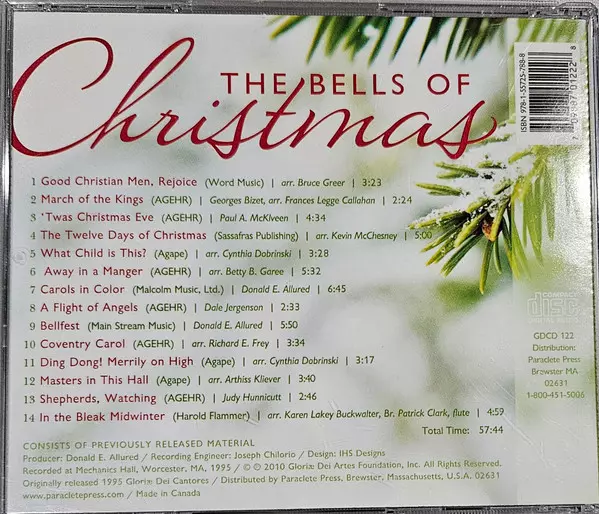 THE BELLS OF
Christmas
1 Good Christian Men, Rejoice (Word Music) | arr. Bruce Greer | 3:23
2 March of the Kings (AGEHR) | Georges Bizet, arr. Frances Legge Callahan | 2:24
3 ‘Twas Christmas Eve (AGEHR) | Paul A. McKlveen | 4:34
4 The Twelve Days of Christmas (Sassafras Publishing) | arr. Kevin McChesney | 5:00
5 What Child is This? (Agape) | arr. Cynthia Dobrinski | 3:28
6 Away in a Manger (AGEHR) | arr. Betty B. Garee | 5:32
7 Carols in Color (Malcolm Music, Ltd.) | Donald E. Allured | 6:45
8 A Flight of Angels (AGEHR) | Dale Jergenson | 2:33
9 Bellfest (Main Stream Music) | Donald E. Allured | 5:50
10 Coventry Carol (AGEHR) | arr. Richard E. Frey | 3:34
11 Ding Dong! Merrily on High (Agape) | arr. Cynthia Dobrinski | 3:17
12 Masters in This Hall (Agape) | arr. Arthiss Kliever | 3:40
13 Shepherds, Watching (AGEHR) | Judy Hunnicutt | 2:46
14 In the Bleak Midwinter (Harold Flammer) | arr. Karen Lakey Buckwalter, Br. Patrick Clark, flute | 4:59
Total Time: 57:44
CONSISTS OF PREVIOUSLY RELEASED MATERIAL
Producer: Donald E. Allured / Recording Engineer: Joseph Chilorio / Design: IHS Designs
Recorded at Mechanics Hall, Worcester, MA, 1995 / © ℗ 2010 Gloriæ Dei Artes Foundation, Inc. All Rights Reserved.
Originally released 1995 Gloriæ Dei Cantores / Distributed by Paraclete Press, Brewster, Massachusetts, U.S.A. 02631
www.paracletepress.com / Made in Canada
ISBN 978-1-55725-788-8
COMPACT
disc
GDCD 122
Distribution:
Paraclete Press
Brewster MA
02631
1-800-451-5006